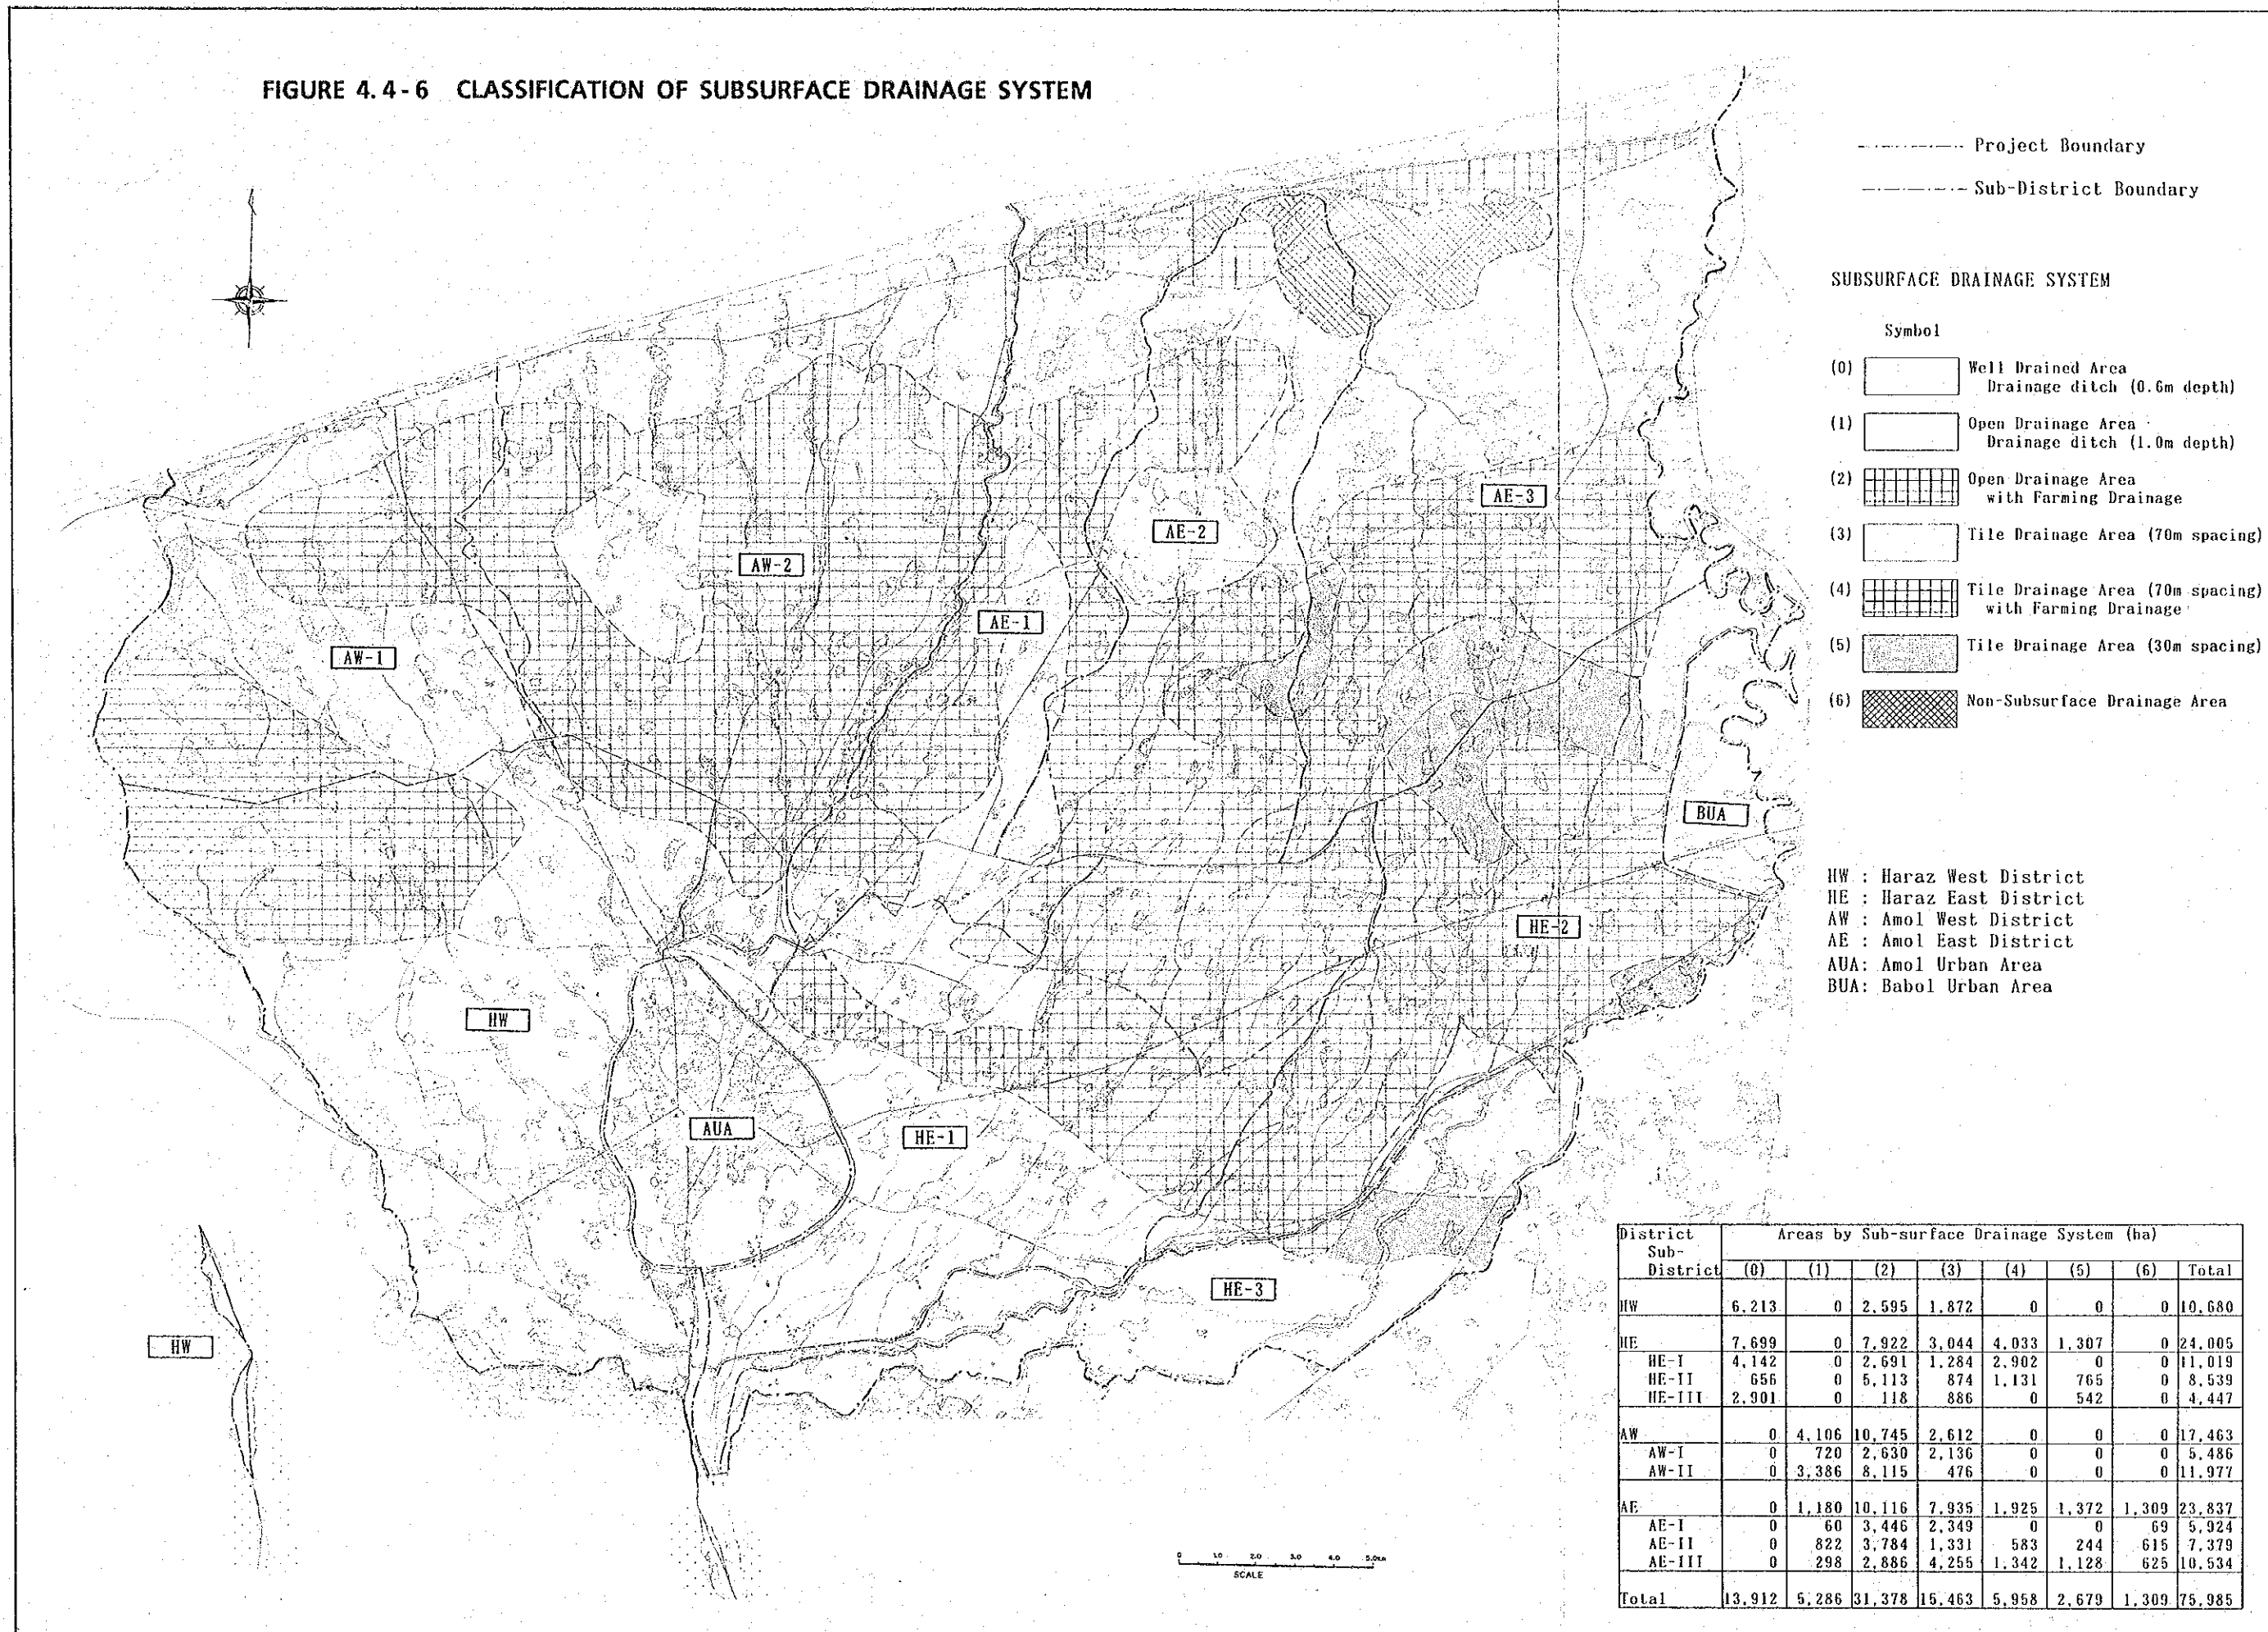 FIGURE 4.4-6 CLASSIFICATION OF SUBSURFACE DRAINAGE SYSTEM
Project Boundary
Sub-District Boundary
SUBSURFACE DRAINAGE SYSTEM
Symbol
(0) Well Drained Area
Drainage ditch (0.6m depth)
(1) Open Drainage Area
Drainage ditch (1.0m depth)
(2) Open Drainage Area
with Farming Drainage
(3) Tile Drainage Area (70m spacing)
(4) Tile Drainage Area (70m spacing)
with Farming Drainage
(5) Tile Drainage Area (30m spacing)
(6) Non-Subsurface Drainage Area
HW : Haraz West District
HE : Haraz East District
AW : Amol West District
AE : Amol East District
AUA: Amol Urban Area
BUA: Babol Urban Area
AE-3
AE-2
AW-2
AE-1
AW-1
BUA
HE-2
HW
AUA
HE-1
HE-3
HW
0 1.0 2.0 3.0 4.0 5.0km
SCALE
District Areas by Sub-surface Drainage System (ha)
Sub-
District (0) (1) (2) (3) (4) (5) (6) Total
HW 6,213 0 2,595 1,872 0 0 0 10,680
HE 7,699 0 7,922 3,044 4,033 1,307 0 24,005
HE-I 4,142 0 2,691 1,284 2,902 0 0 11,019
HE-II 656 0 5,113 874 1,131 765 0 8,539
HE-III 2,901 0 118 886 0 542 0 4,447
AW 0 4,106 10,745 2,612 0 0 0 17,463
AW-I 0 720 2,630 2,136 0 0 0 5,486
AW-II 0 3,386 8,115 476 0 0 0 11,977
AE 0 1,180 10,116 7,935 1,925 1,372 1,309 23,837
AE-I 0 60 3,446 2,349 0 0 69 5,924
AE-II 0 822 3,784 1,331 583 244 615 7,379
AE-III 0 298 2,886 4,255 1,342 1,128 625 10,534
Total 13,912 5,286 31,378 15,463 5,958 2,679 1,309 75,985